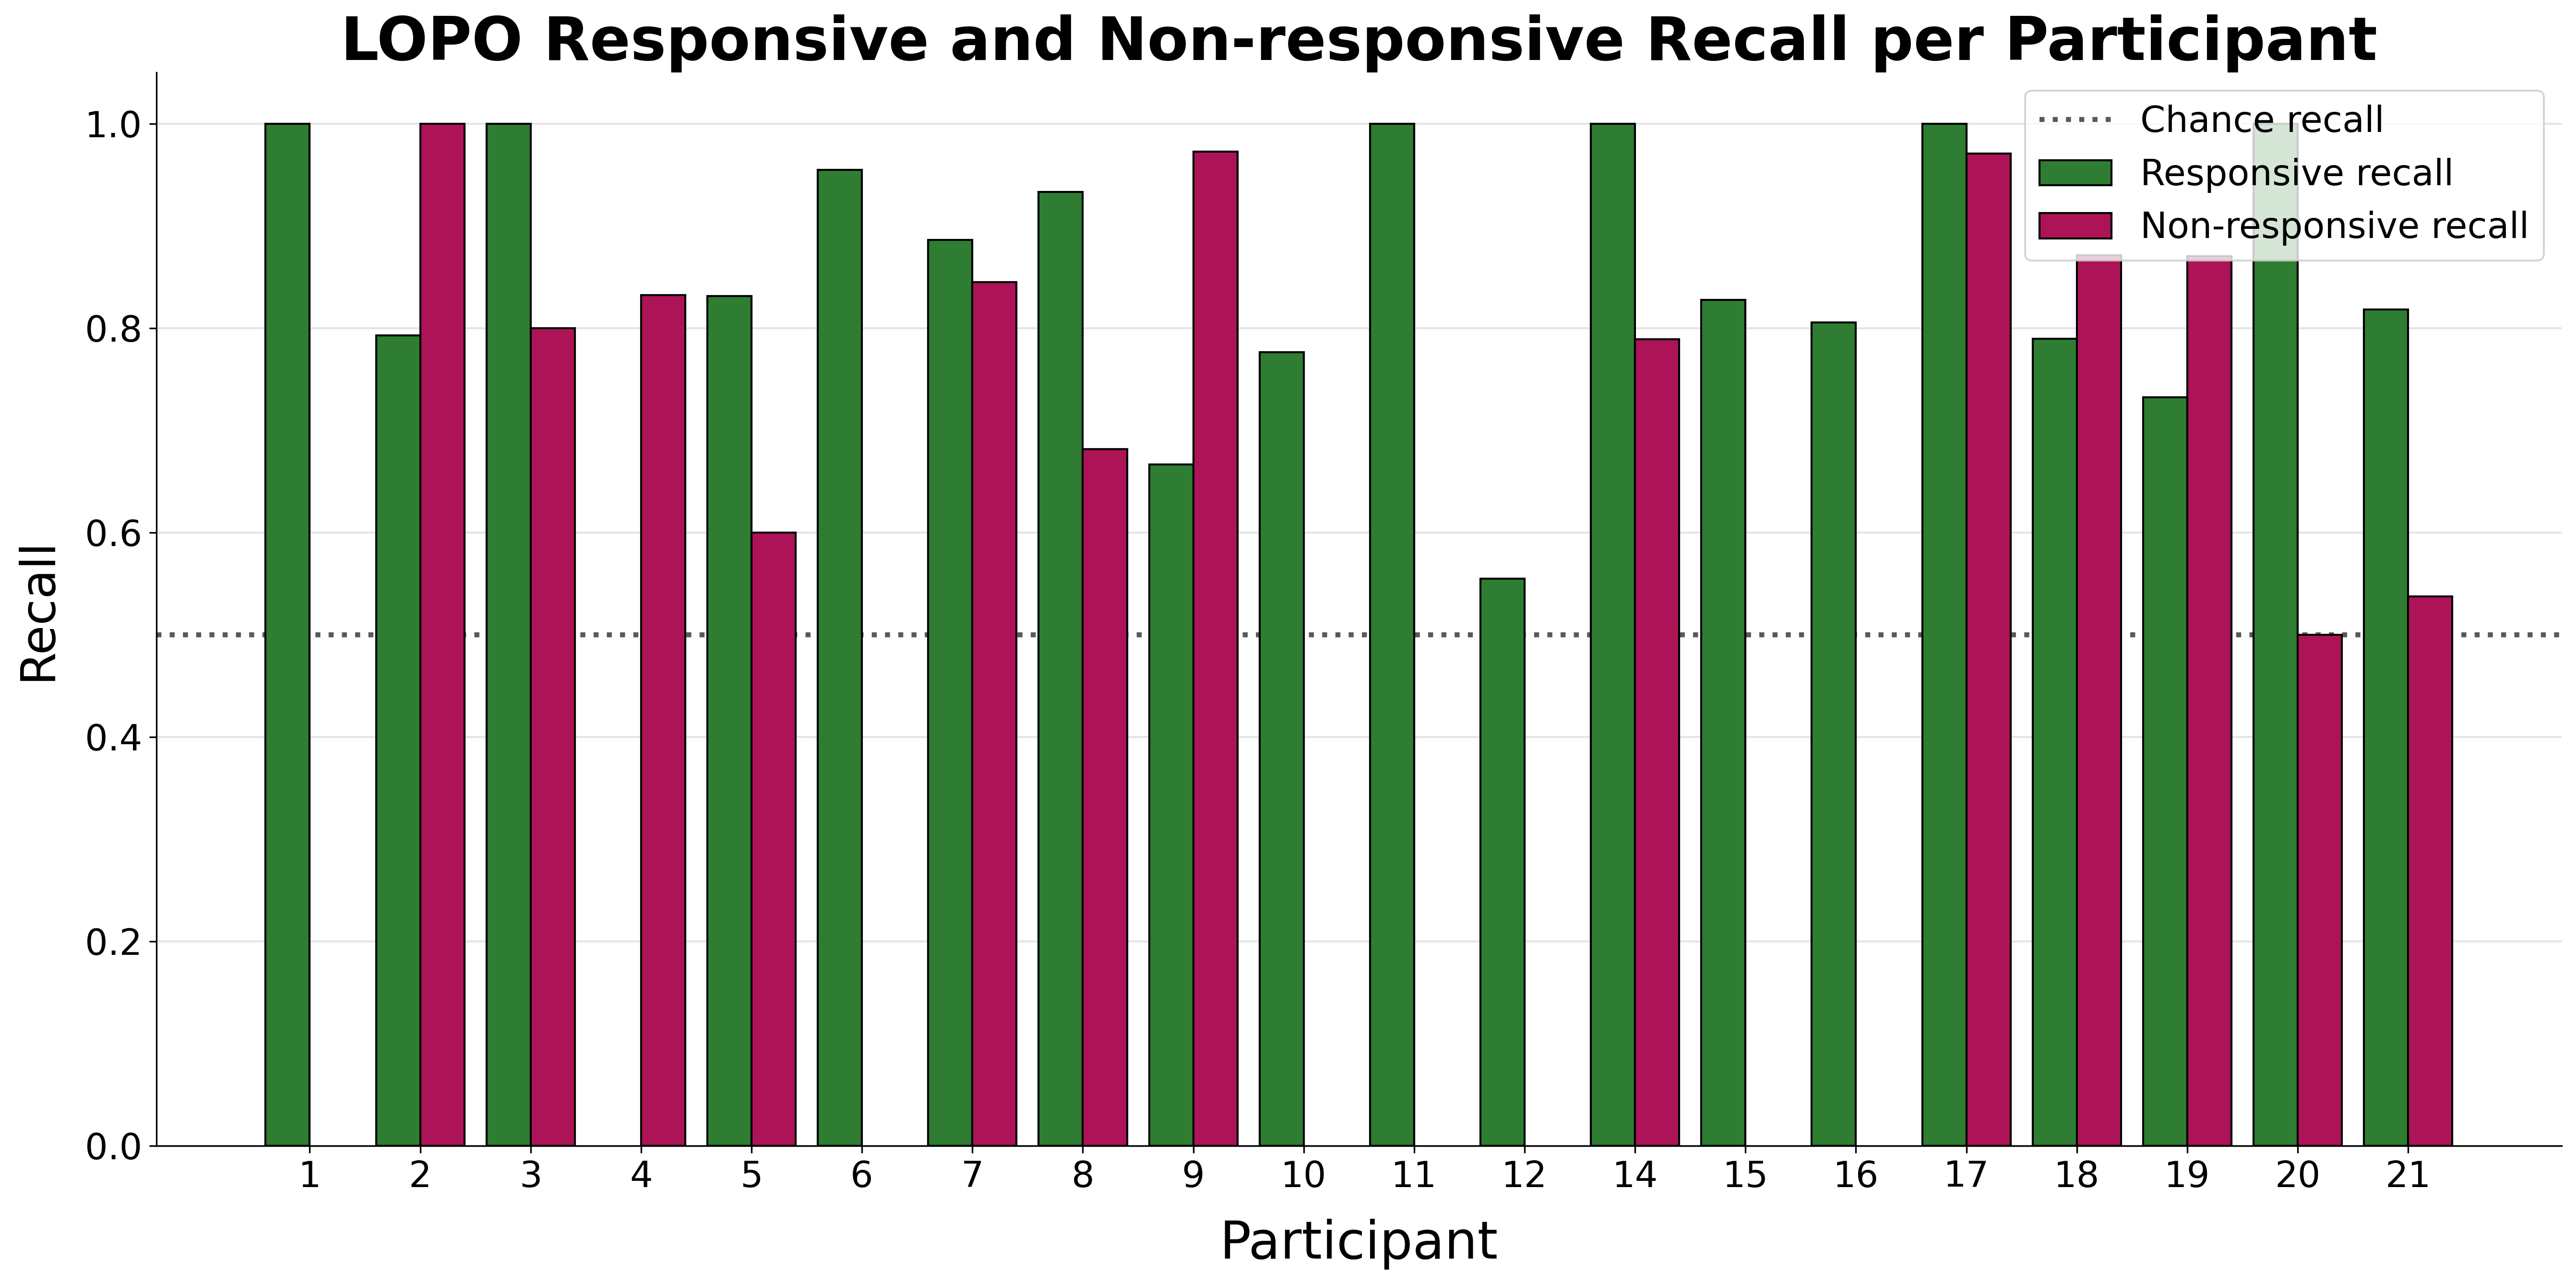 LOPO Responsive and Non-responsive Recall per Participant
Chance recall
Responsive recall
Non-responsive recall
1.0
0.8
0.6
0.4
0.2
0.0
Recall
1 2 3 4 5 6 7 8 9 10 11 12 14 15 16 17 18 19 20 21
Participant